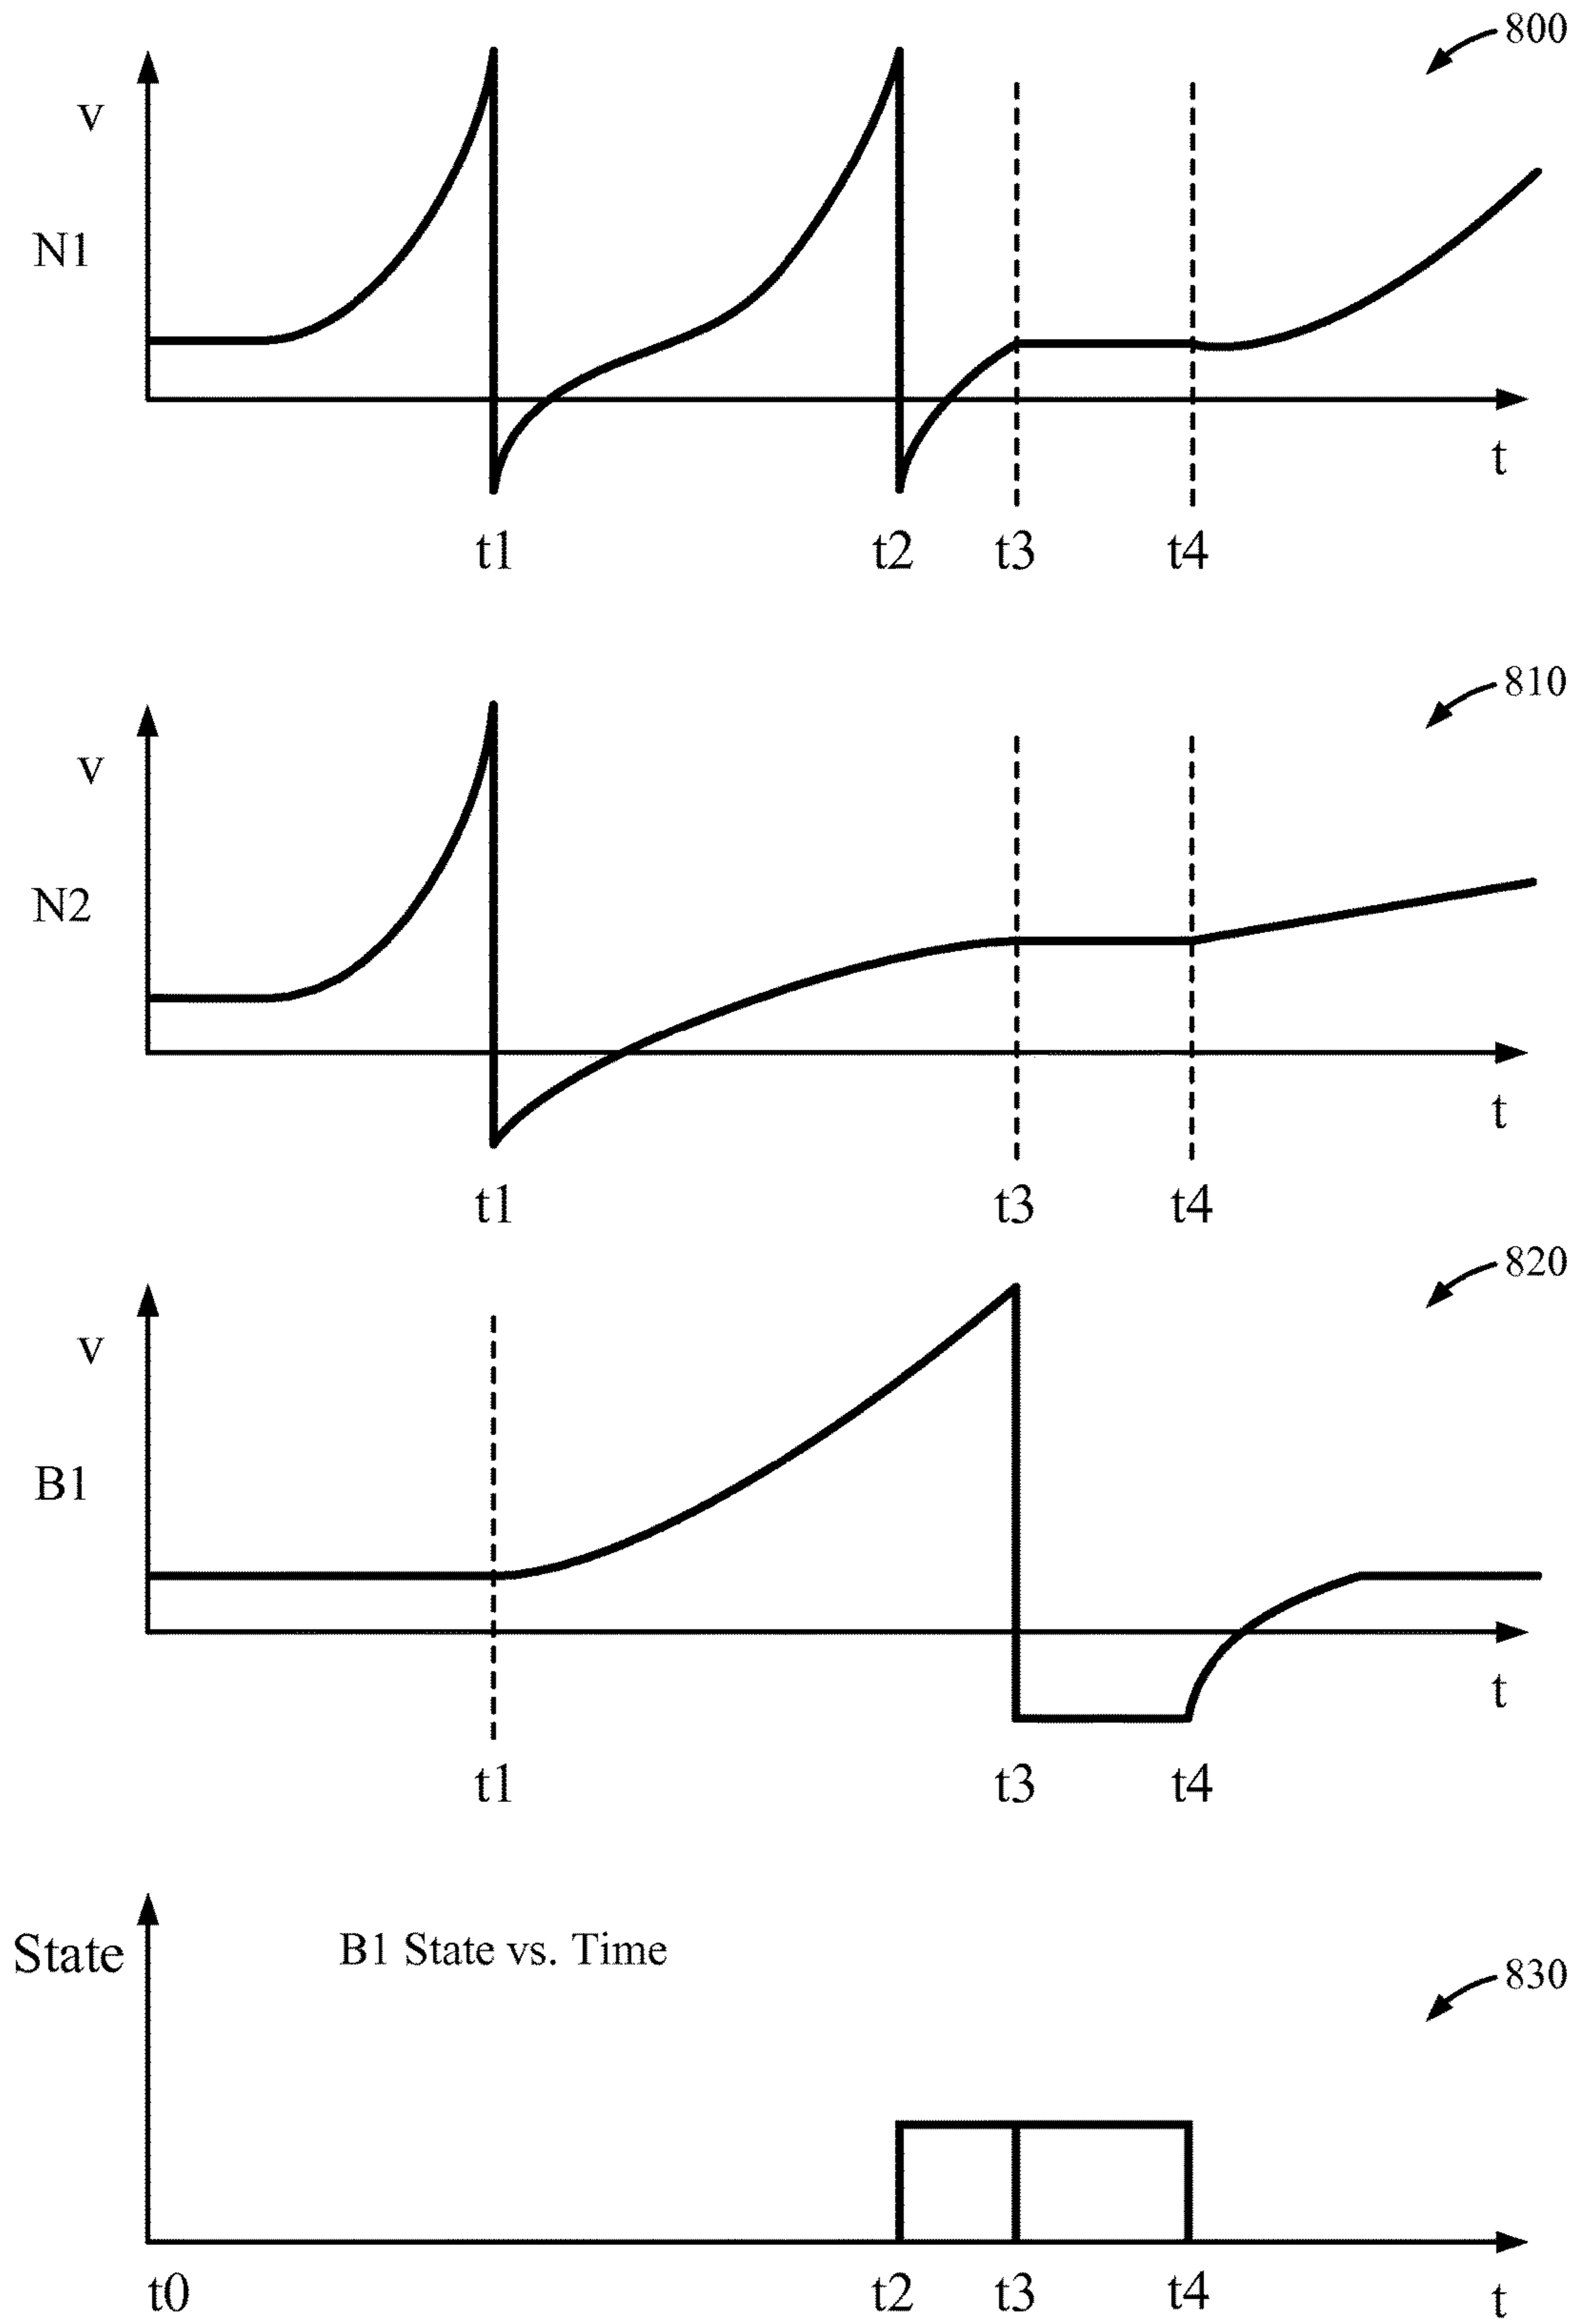 800
v
N1
t
t1 t2 t3 t4
810
v
N2
t
t1 t3 t4
820
v
B1
t
t1 t3 t4
State B1 State vs. Time
830
t0 t2 t3 t4 t